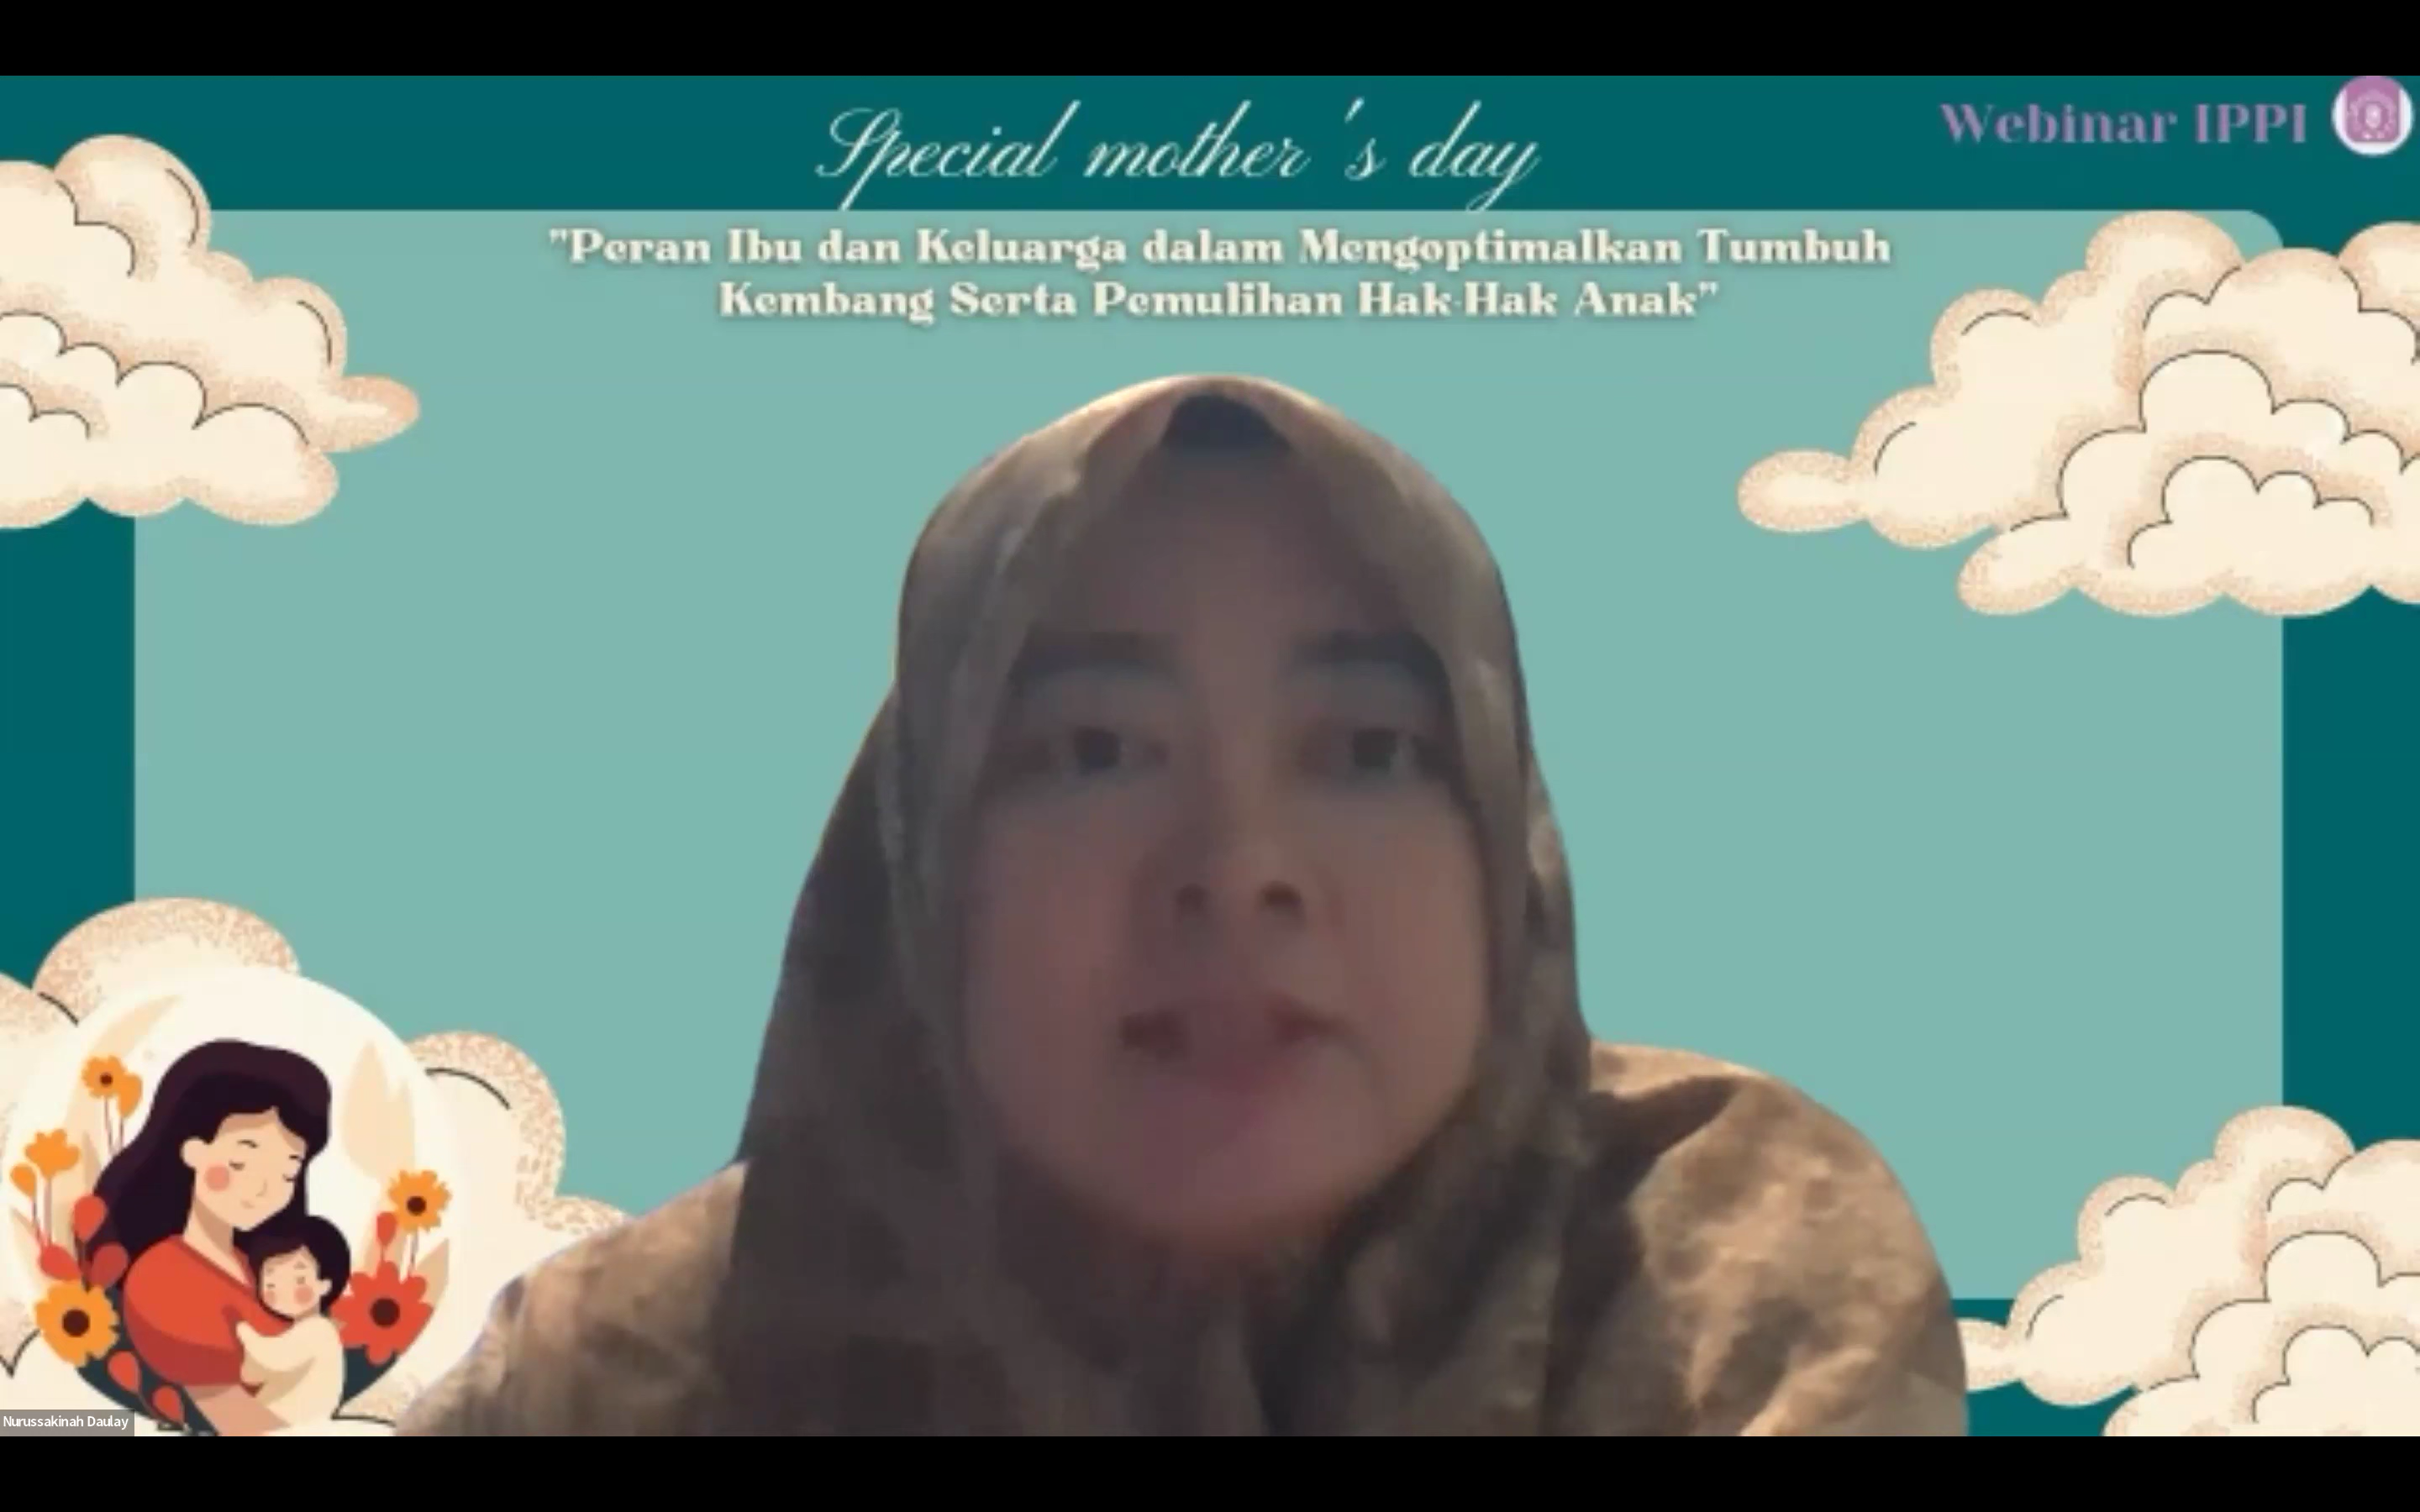 Special mother's day
Webinar IPPI
"Peran Ibu dan Keluarga dalam Mengoptimalkan Tumbuh
Kembang Serta Pemulihan Hak-Hak Anak"
Nurussakinah Daulay